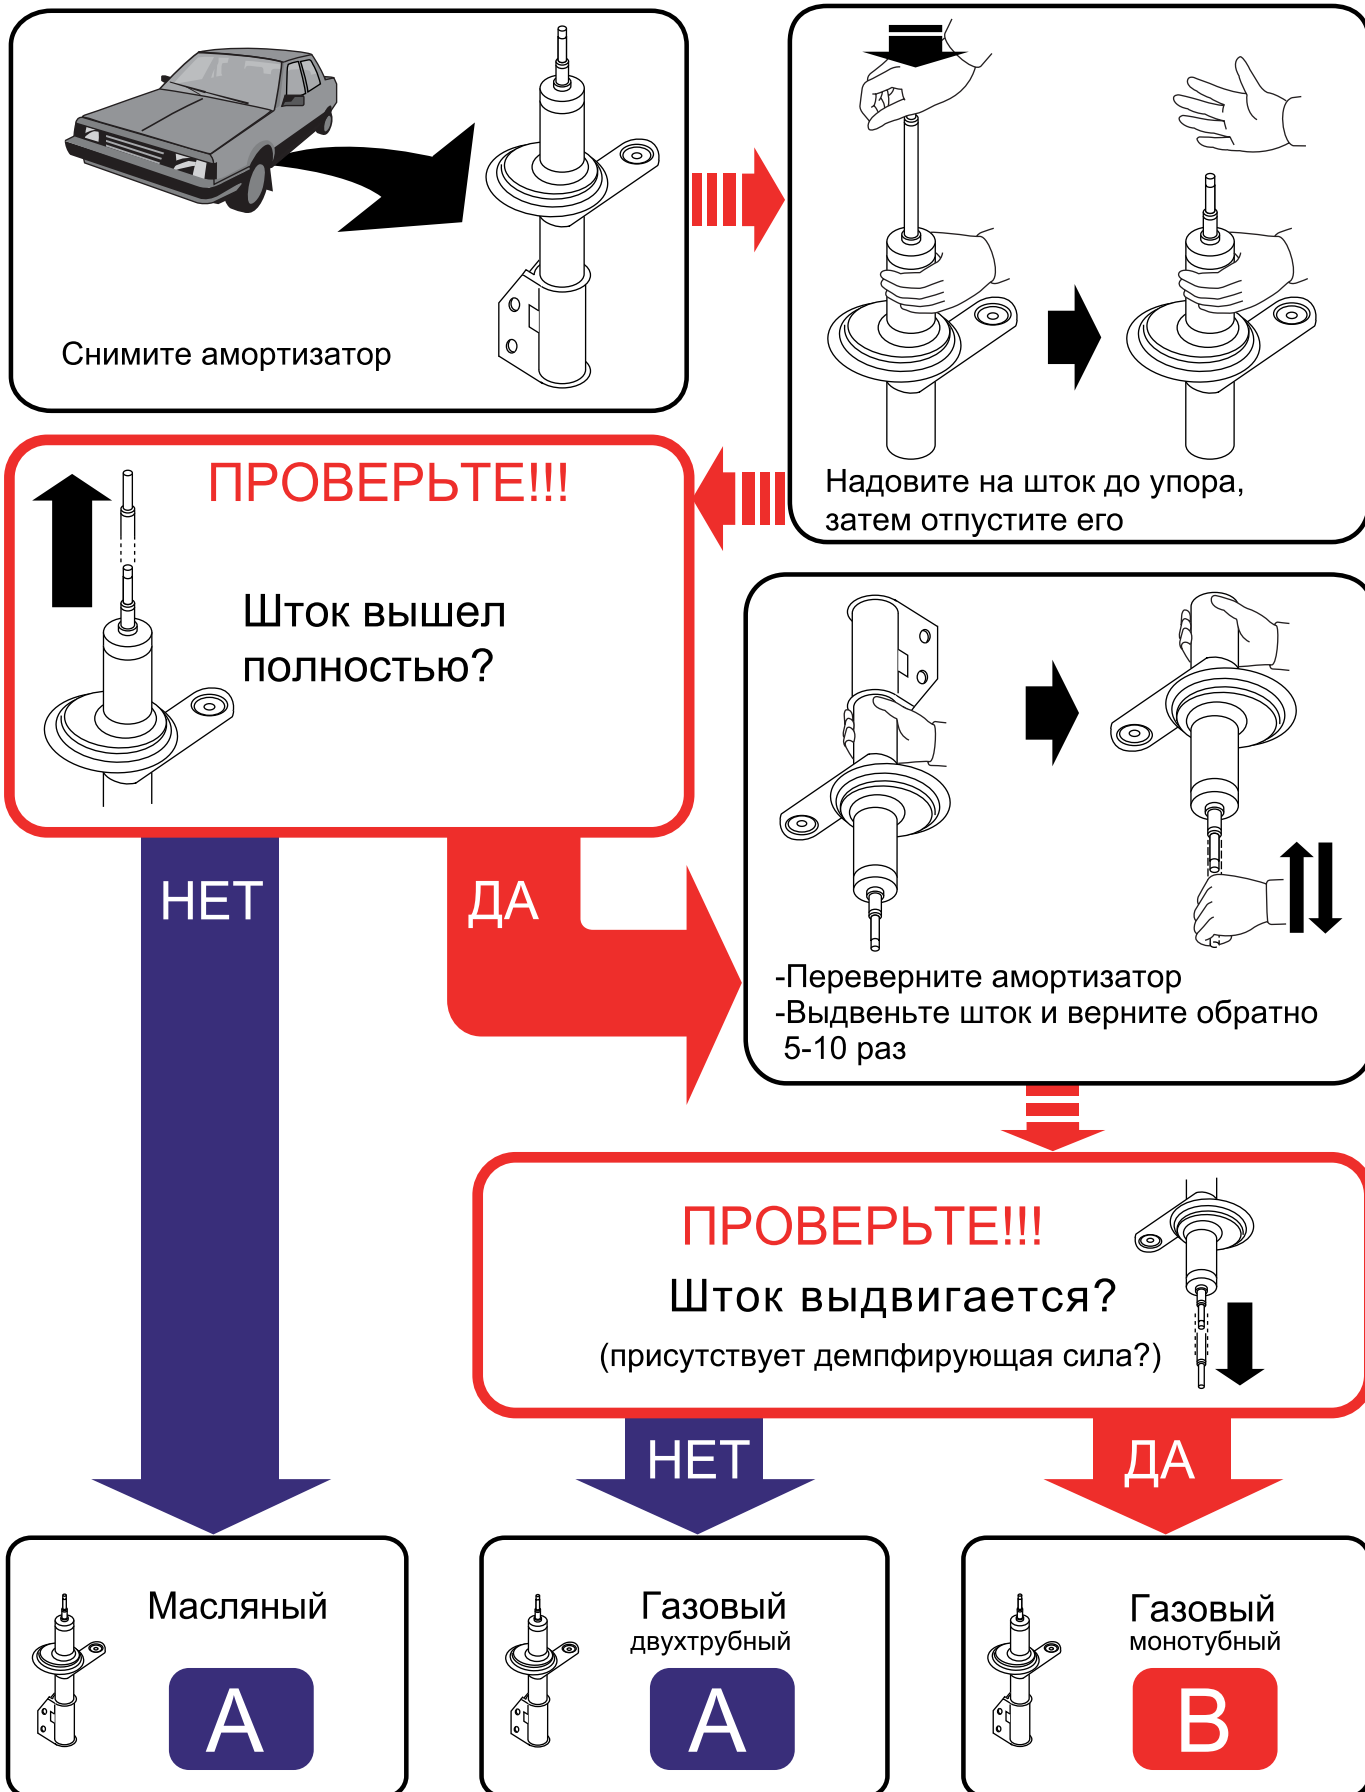 Снимите амортизатор
Надовите на шток до упора,
затем отпустите его
ПРОВЕРЬТЕ!!!
Шток вышел
полностью?
НЕТ
ДА
-Переверните амортизатор
-Выдвеньте шток и верните обратно
5-10 раз
ПРОВЕРЬТЕ!!!
Шток выдвигается?
(присутствует демпфирующая сила?)
НЕТ
ДА
Масляный
A
Газовый
двухтрубный
A
Газовый
монотубный
B